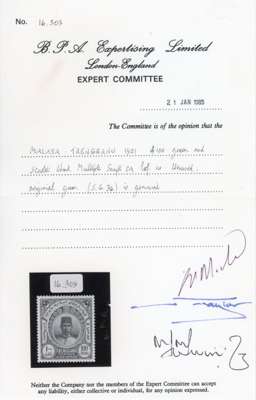 No. 16,303
B.P.A. Expertising Limited
London-England
EXPERT COMMITTEE
21 JAN 1985
The Committee is of the opinion that the
MALAYA - TRENGGANU 1921 $100 green and
scarlet wmk Multiple Script CA is unused
original gum (S.G. ) is genuine
16,303
Neither the Company nor the members of the Expert Committee can accept
any liability, either collective or individual, for any opinion expressed.